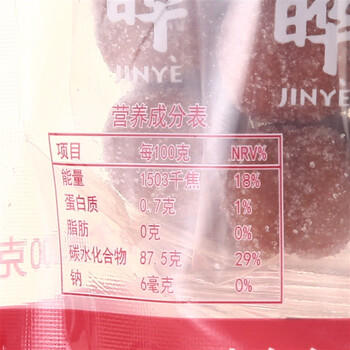 晔 晔
JINYÈ JINYÈ
营养成分表
项目 每100克 NRV%
能量 1503千焦 18%
蛋白质 0.7克 1%
脂肪 0克 0%
碳水化合物 87.5克 29%
钠 6毫克 0%